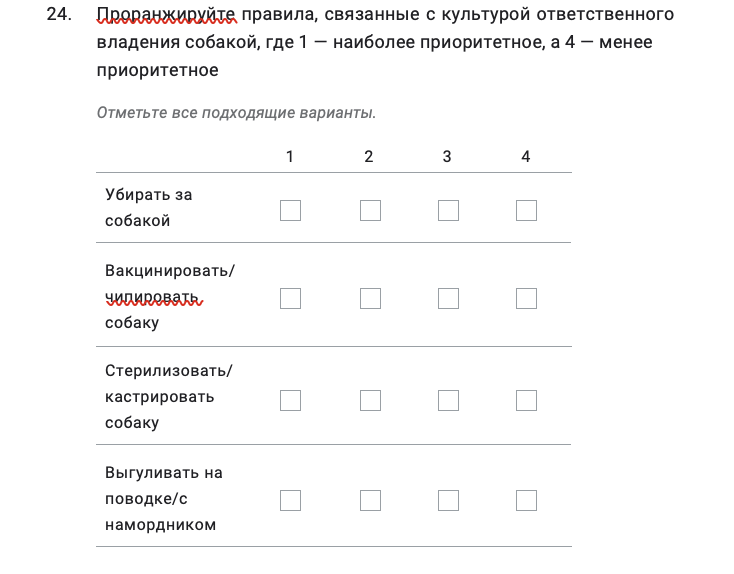 24. Проранжируйте правила, связанные с культурой ответственного
владения собакой, где 1 — наиболее приоритетное, а 4 — менее
приоритетное
Отметьте все подходящие варианты.
1 2 3 4
Убирать за
собакой
Вакцинировать/
чипировать
собаку
Стерилизовать/
кастрировать
собаку
Выгуливать на
поводке/с
намордником